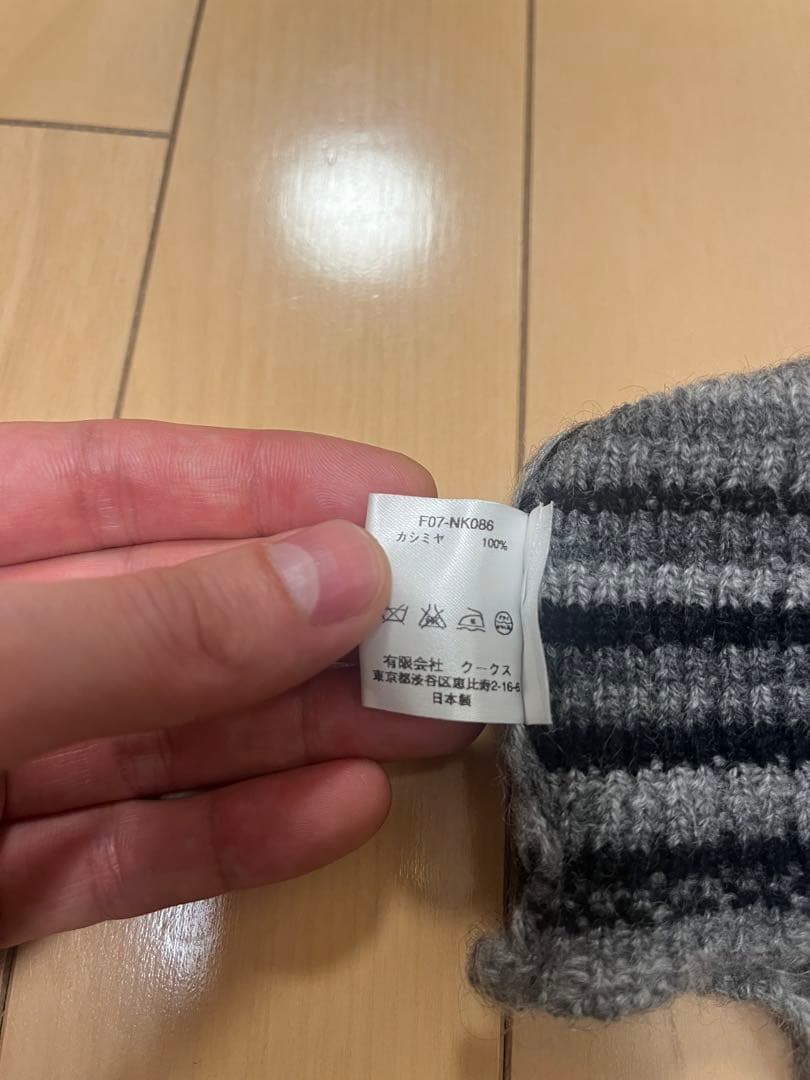 F07-NK086
カシミヤ 100%
有限会社 クークス
東京都渋谷区恵比寿2-16-6
日本製